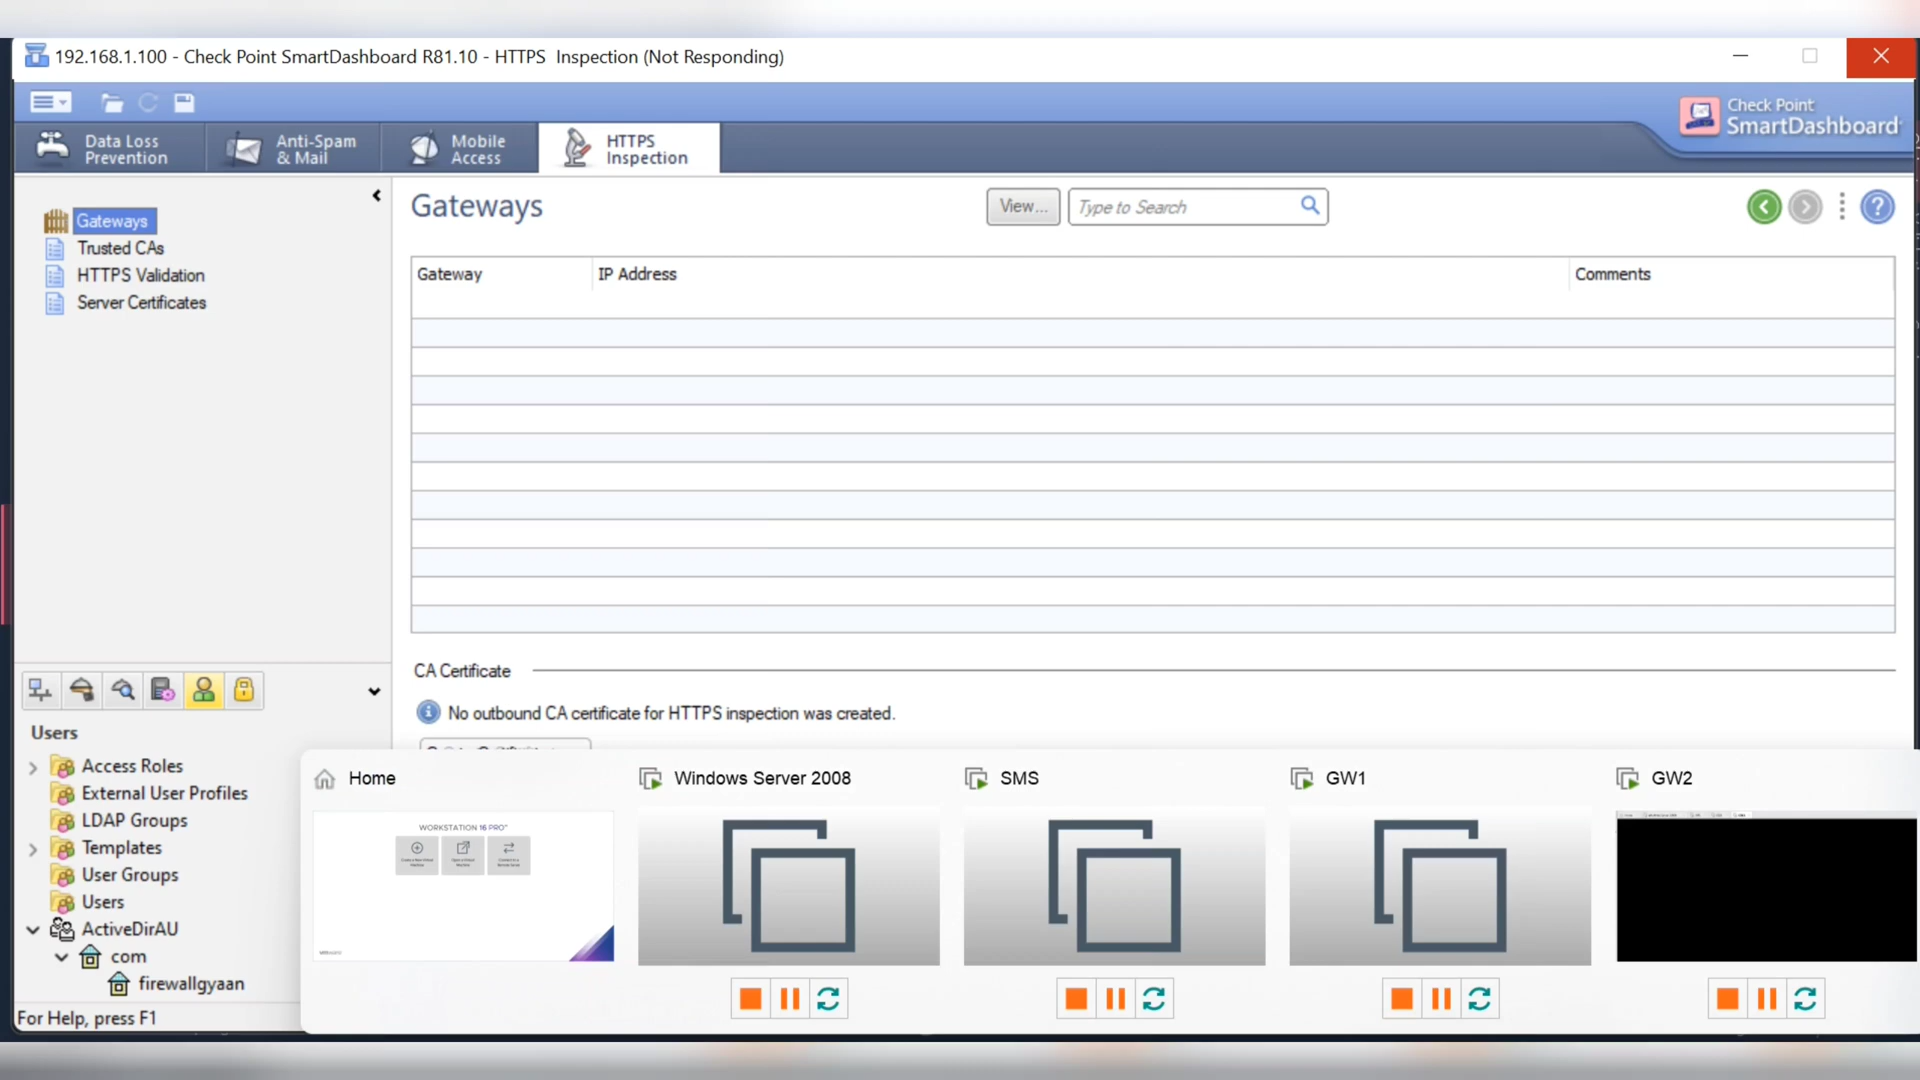 192.168.1.100 - Check Point SmartDashboard R81.10 - HTTPS  Inspection (Not Responding)
Check Point
SmartDashboard
Data Loss
Prevention
Anti-Spam
& Mail
Mobile
Access
HTTPS
Inspection
Gateways
Trusted CAs
HTTPS Validation
Server Certificates
Gateways
View...
Type to Search
?
Gateway
IP Address
Comments
CA Certificate
No outbound CA certificate for HTTPS inspection was created.
Users
Access Roles
External User Profiles
LDAP Groups
Templates
User Groups
Users
ActiveDirAU
com
firewallgyaan
For Help, press F1
Home
Windows Server 2008
SMS
GW1
GW2
WORKSTATION 16 PRO